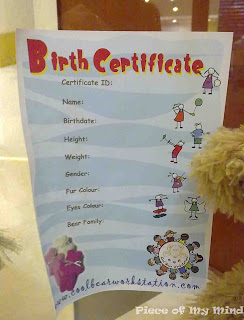 Birth Certificate
Certificate ID:
Name:
Birthdate:
Height:
Weight:
Gender:
Fur Colour:
Eyes Colour:
Bear Family:
www.coolbearworkstation.com
Piece of My Mind